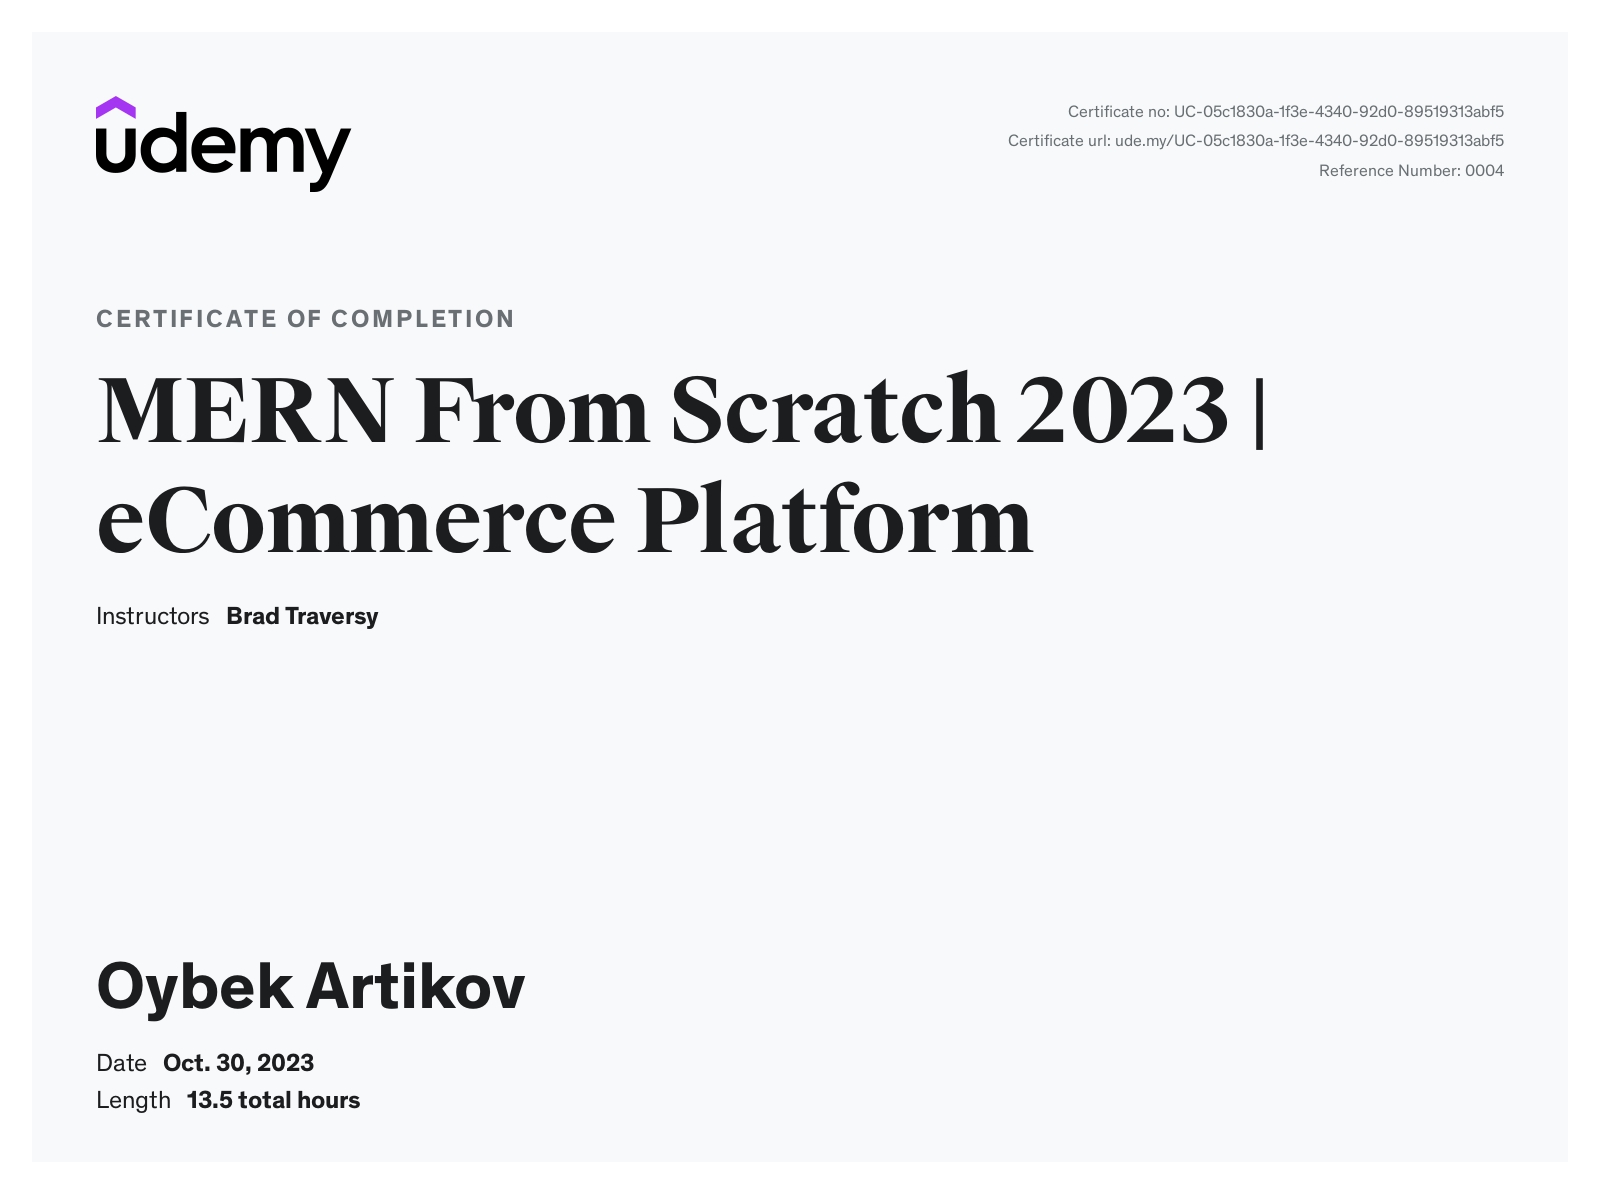 udemy
Certificate no: UC-05c1830a-1f3e-4340-92d0-89519313abf5
Certificate url: ude.my/UC-05c1830a-1f3e-4340-92d0-89519313abf5
Reference Number: 0004
CERTIFICATE OF COMPLETION
MERN From Scratch 2023 |
eCommerce Platform
Instructors Brad Traversy
Oybek Artikov
Date Oct. 30, 2023
Length 13.5 total hours